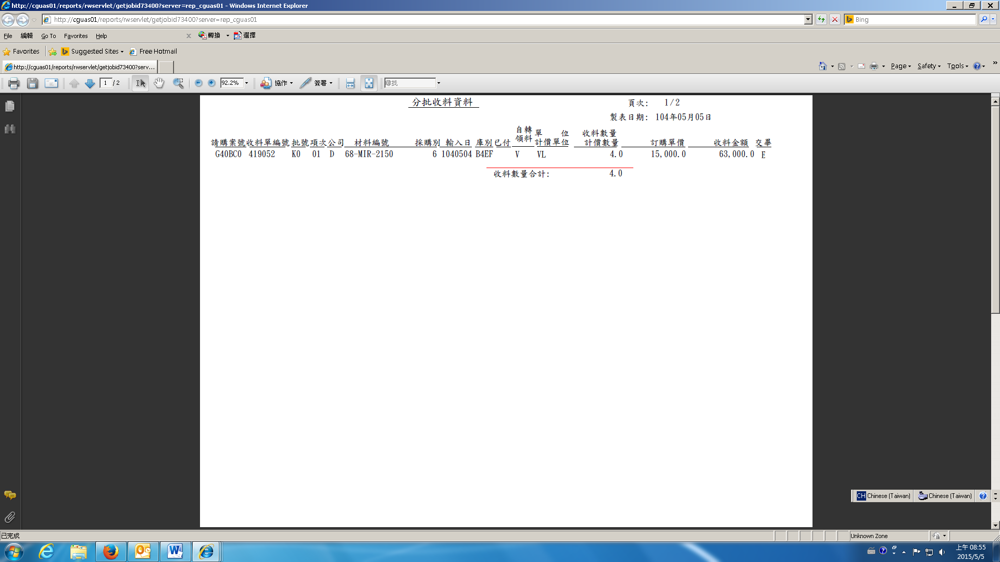 http://cguas01/reports/rwservlet/getjobid73400?server=rep_cguas01 - Windows Internet Explorer
http://cguas01/reports/rwservlet/getjobid73400?server=rep_cguas01 Bing
File 編輯 Go To Favorites Help x 轉換 選擇
Favorites Suggested Sites Free Hotmail
http://cguas01/reports/rwservlet/getjobid73400?serv... Page Safety Tools »
1 / 2 92.2% 協作 簽署 尋找
分批收料資料 頁次: 1/2
製表日期: 104年05月05日
自轉 單 位 收料數量
請購案號 收料單編號 批號 項次 公司 材料編號 採購別 輸入日 庫別 已付 領料 計價單位 計價數量 訂購單價 收料金額 交畢
G40BC0 419052 K0 01 D 68-MIR-2150 6 1040504 B4EF V VL 4.0 15,000.0 63,000.0 E
收料數量合計: 4.0
CH Chinese (Taiwan) Chinese (Taiwan)
已完成 Unknown Zone
上午 08:55
2015/5/5